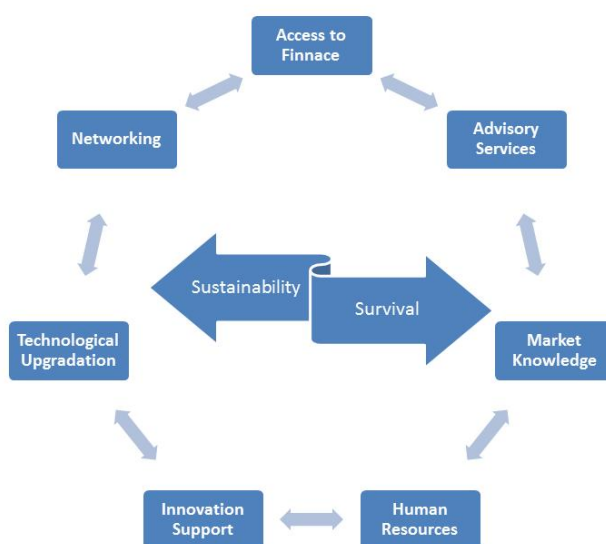 Access to
Finnace
Networking
Advisory
Services
Sustainability
Survival
Technological
Upgradation
Market
Knowledge
Innovation
Support
Human
Resources